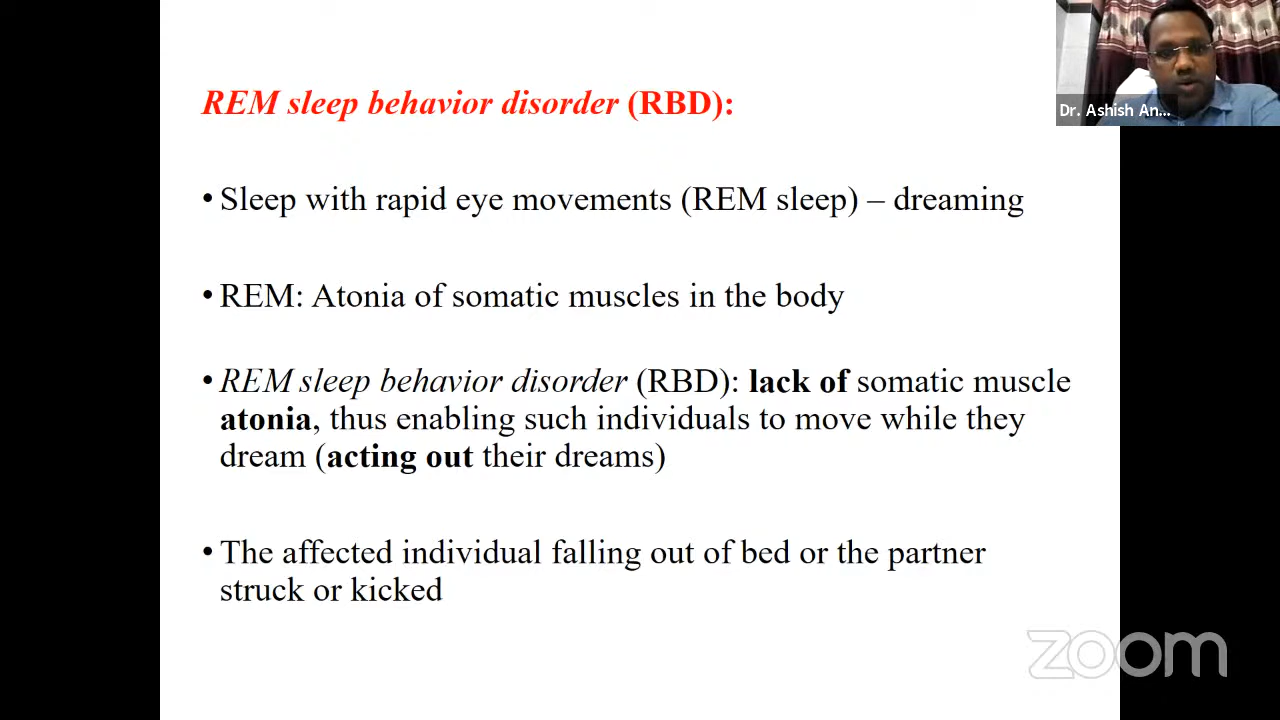 REM sleep behavior disorder (RBD):
Dr. Ashish An...
• Sleep with rapid eye movements (REM sleep) – dreaming
• REM: Atonia of somatic muscles in the body
• REM sleep behavior disorder (RBD): lack of somatic muscle
atonia, thus enabling such individuals to move while they
dream (acting out their dreams)
• The affected individual falling out of bed or the partner
struck or kicked
zoom